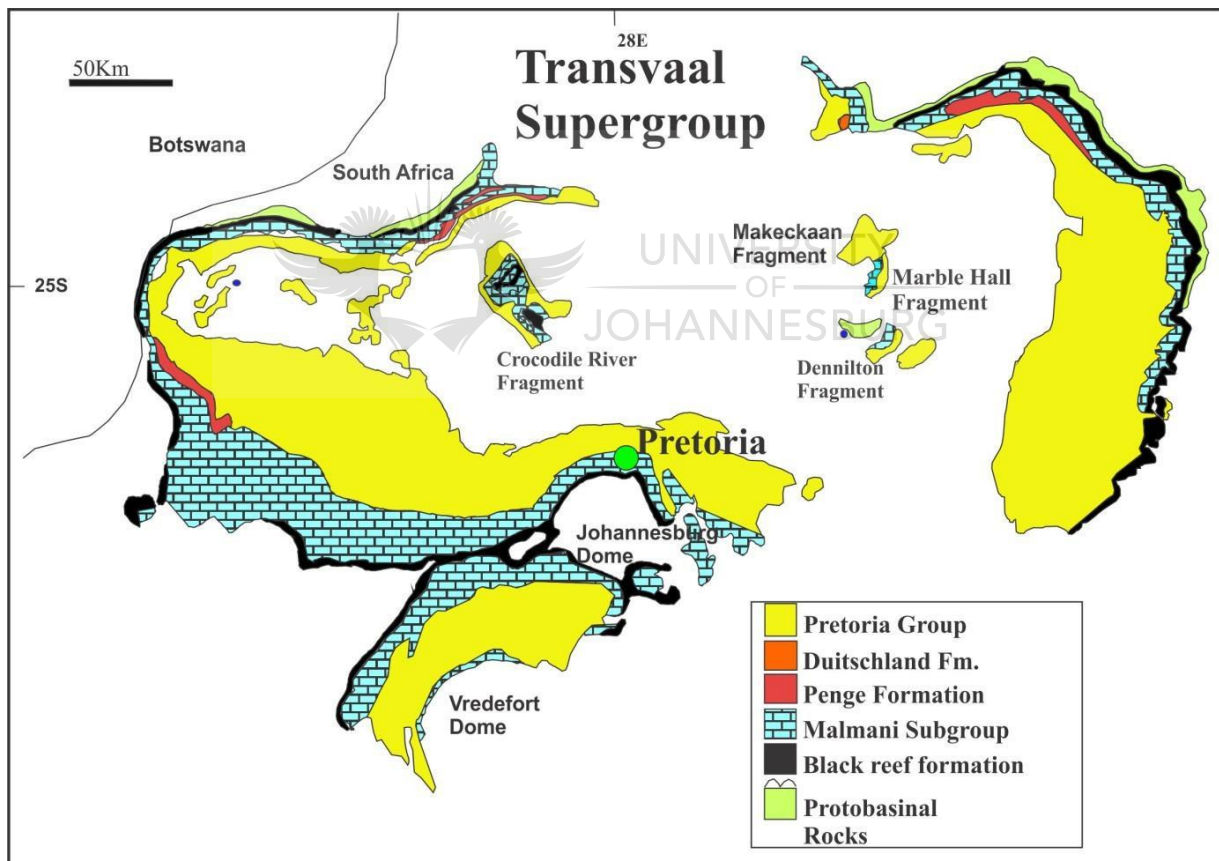 28E
Transvaal
Supergroup
50Km
Botswana
South Africa
UNIVERSITY
OF
JOHANNESBURG
Makeckaan
Fragment
Marble Hall
Fragment
25S
Crocodile River
Fragment
Dennilton
Fragment
Pretoria
Johannesburg
Dome
Vredefort
Dome
Pretoria Group
Duitschland Fm.
Penge Formation
Malmani Subgroup
Black reef formation
Protobasinal
Rocks